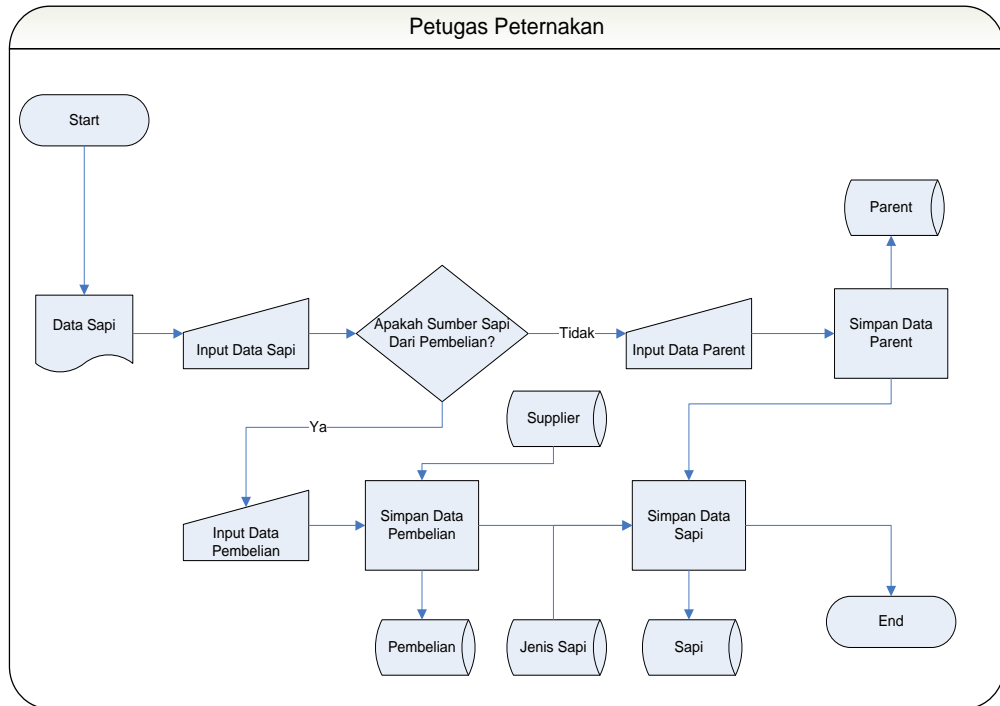 Petugas Peternakan
Start
Parent
Data Sapi
Input Data Sapi
Apakah Sumber Sapi
Dari Pembelian?
Tidak
Input Data Parent
Simpan Data
Parent
Supplier
Ya
Input Data
Pembelian
Simpan Data
Pembelian
Simpan Data
Sapi
Pembelian
Jenis Sapi
Sapi
End